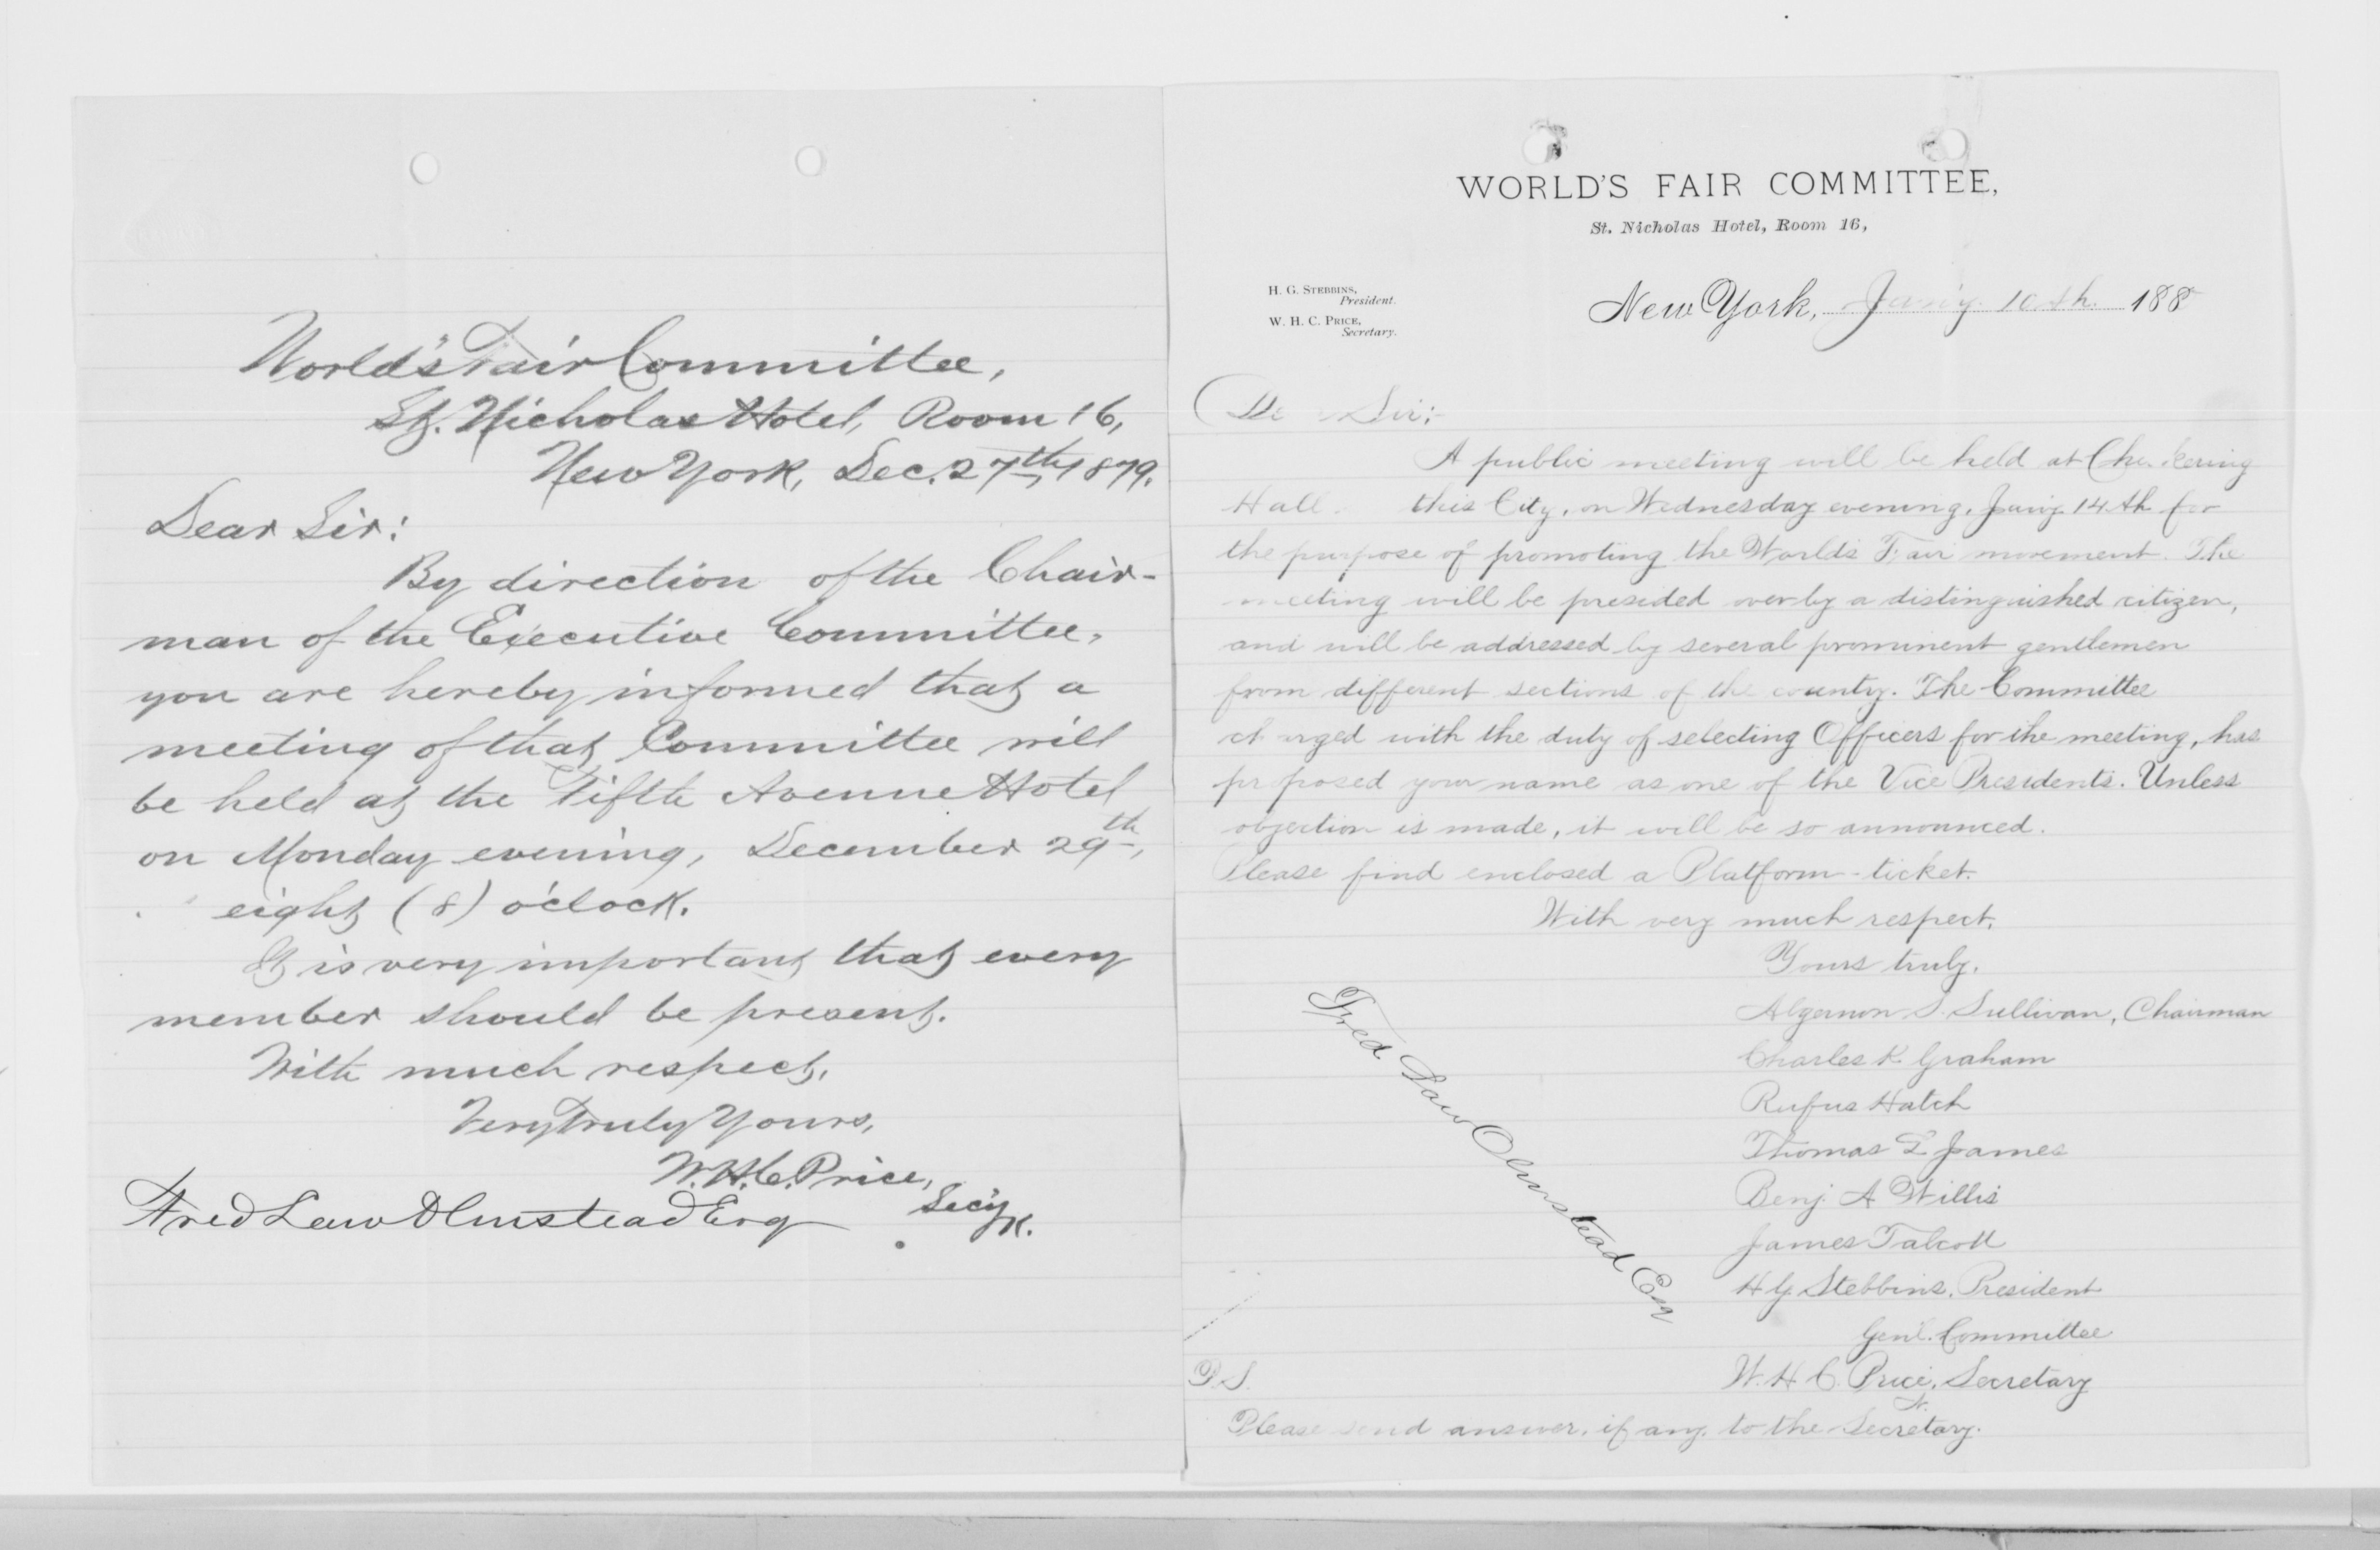 World's Fair Committee,
St. Nicholas Hotel, Room 16,
New York, Dec. 27th, 1879.
Dear Sir:
By direction of the Chair-
man of the Executive Committee,
you are hereby informed that a
meeting of that Committee will
be held at the Fifth Avenue Hotel
on Monday evening, December 29th,
eight (8) o'clock.
It is very important that every
member should be present.
With much respect,
Very Truly Yours,
W. H. C. Price,
Sec'y
K.
Fred Law Olmstead Esq
WORLD'S FAIR COMMITTEE,
St. Nicholas Hotel, Room 16,
H. G. STEBBINS,
President.
W. H. C. PRICE,
Secretary.
New York, Jan'y. 10th. 188
Sir:-
A public meeting will be held at Chickering
Hall. this City, on Wednesday evening, Jan'y. 14th for
the purpose of promoting the World's Fair movement. The
meeting will be presided over by a distinguished citizen,
and will be addressed by several prominent gentlemen
from different sections of the country. The Committee
charged with the duty of selecting Officers for the meeting, has
proposed your name as one of the Vice Presidents. Unless
objection is made, it will be so announced.
Please find enclosed a Platform-ticket.
With very much respect,
Yours truly,
Algernon S. Sullivan, Chairman
Charles K. Graham
Rufus Hatch
Thomas L James
Benj. A Willis
James Talcott
H G. Stebbins, President
Gen'l. Committee
W. H. C. Price, Secretary
Fred Law Olmstead Esq
P.S.
Please send answer, if any, to the Secretary.